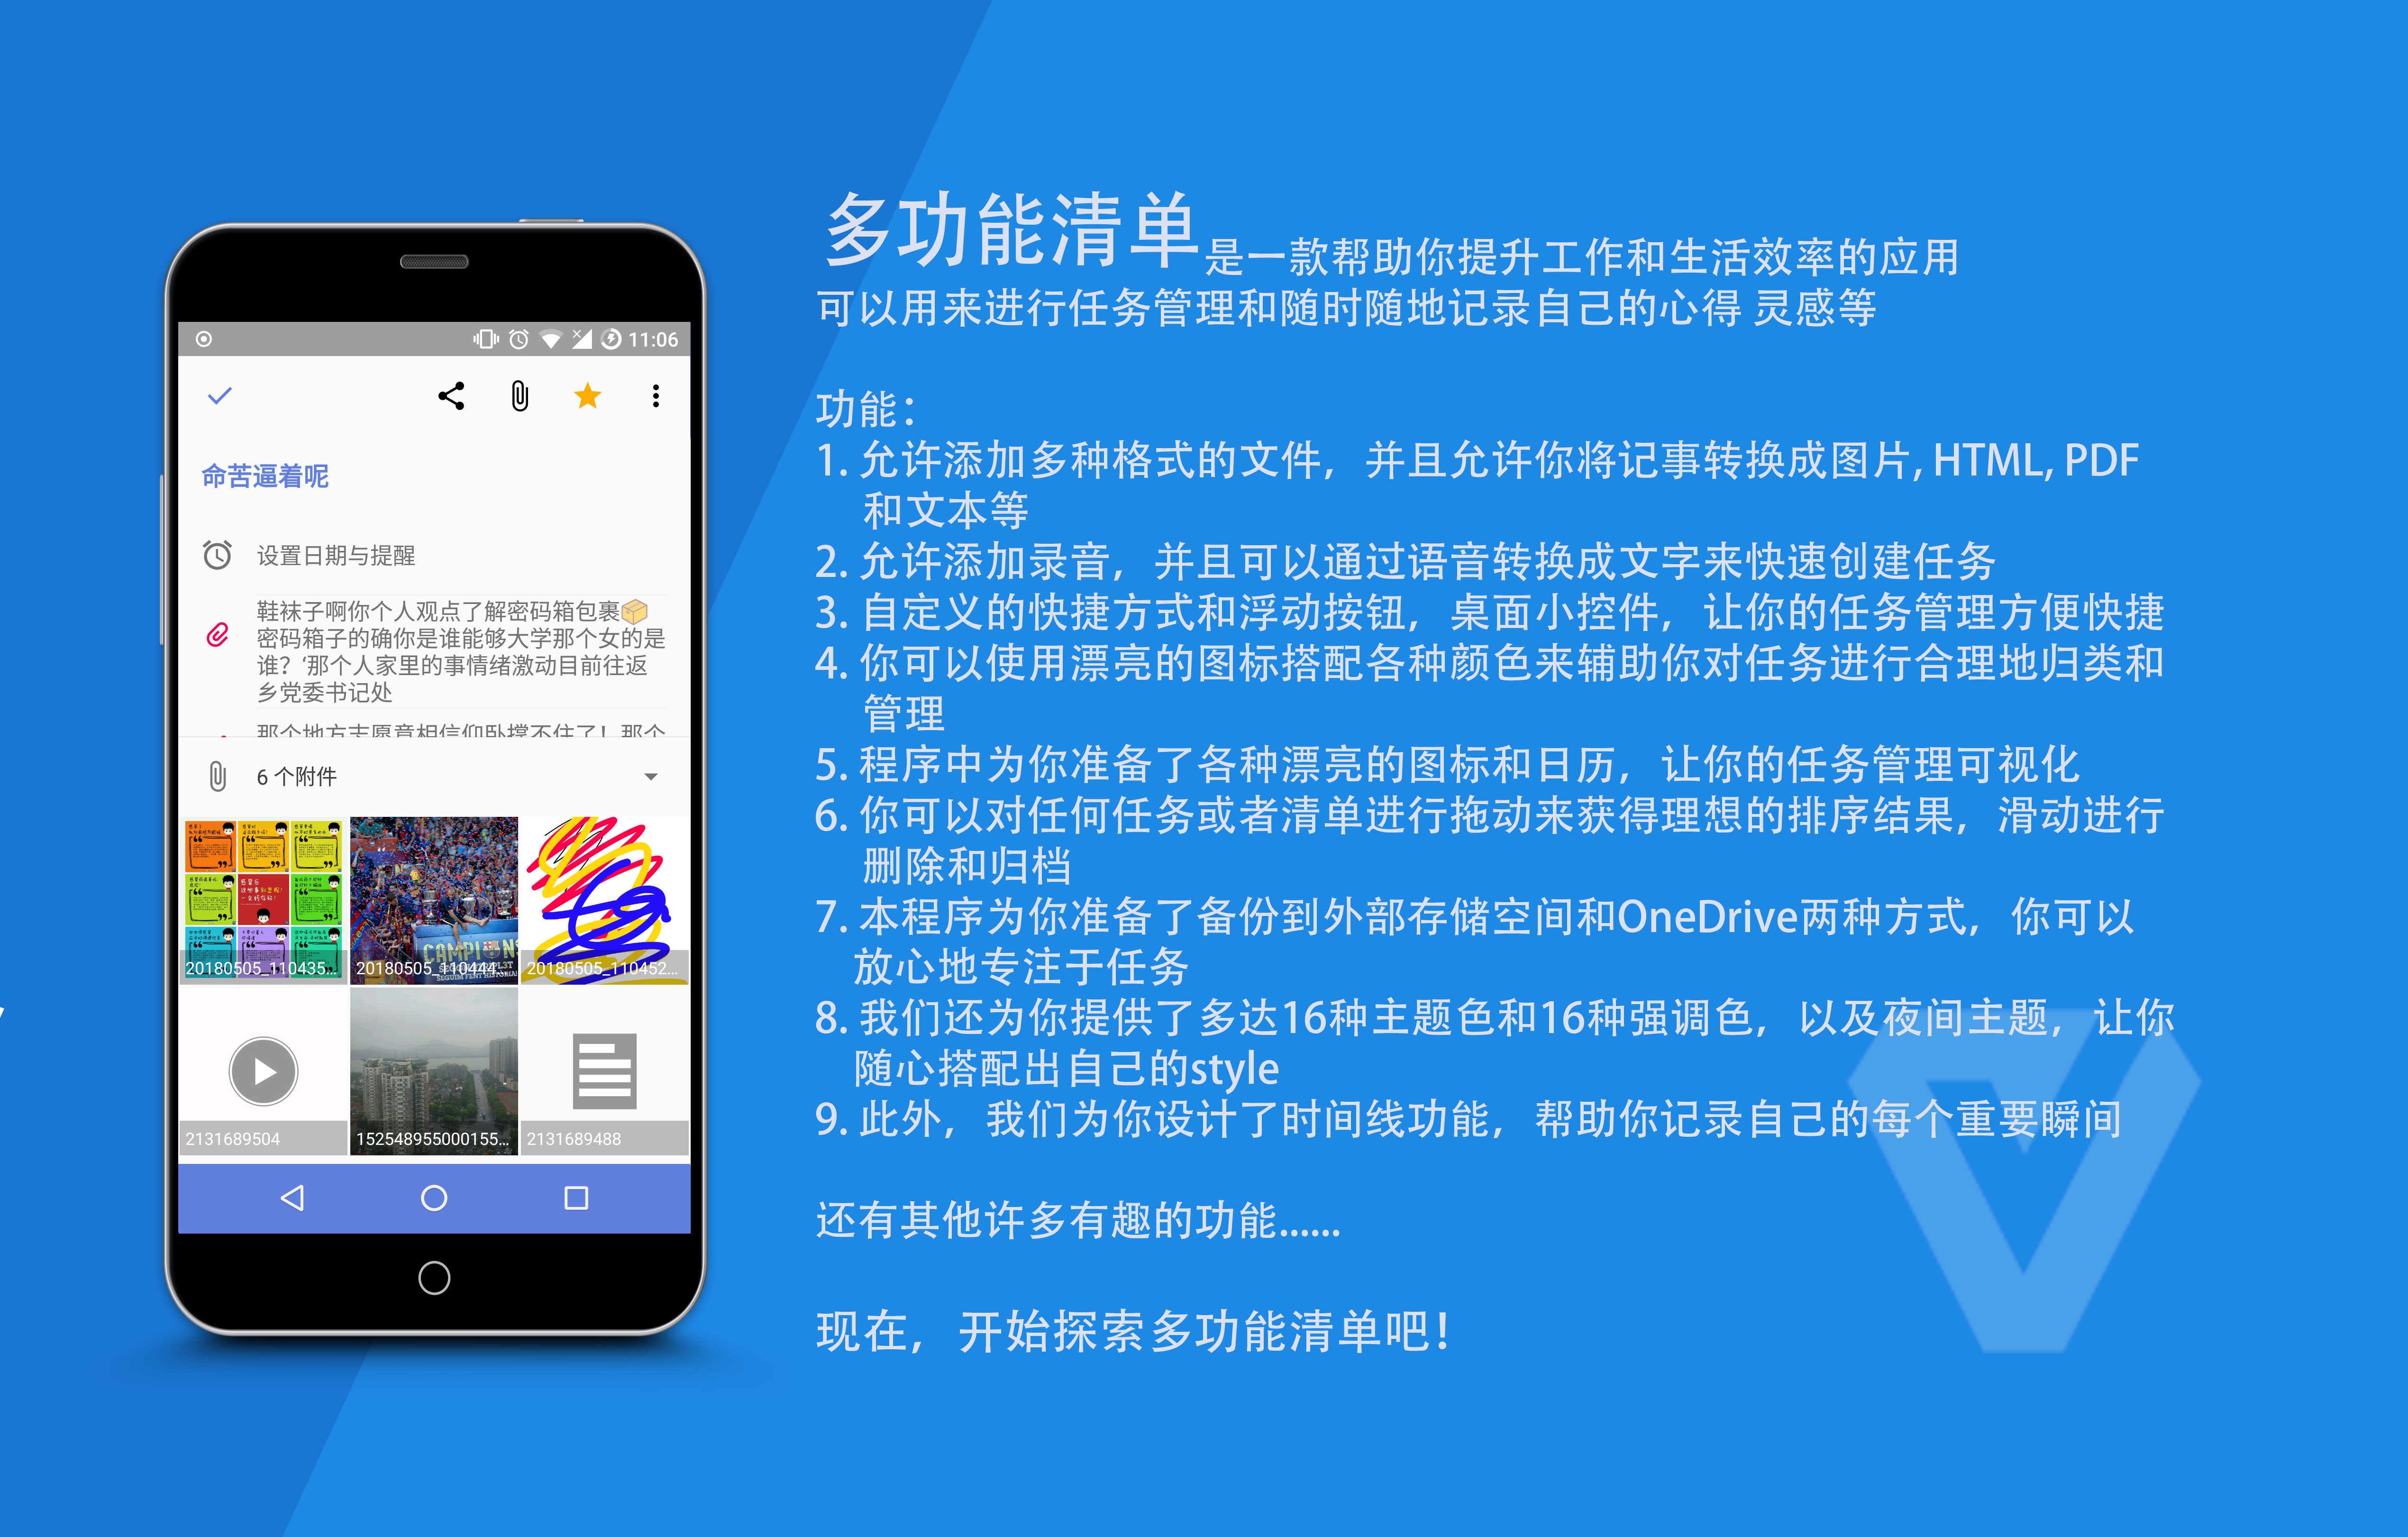 11:06
命苦逼着呢
设置日期与提醒
鞋袜子啊你个人观点了解密码箱包裹📦
密码箱子的确你是谁能够大学那个女的是
谁？‘那个人家里的事情绪激动目前往返
乡党委书记处
那个地方志愿意相信仰卧撑不住了！那个
6 个附件
20180505_110435...
CAMPIONS
20180505_110444...
20180505_110452...
2131689504
152548955000155...
2131689488
多功能清单是一款帮助你提升工作和生活效率的应用
可以用来进行任务管理和随时随地记录自己的心得 灵感等
功能：
1. 允许添加多种格式的文件，并且允许你将记事转换成图片, HTML, PDF
和文本等
2. 允许添加录音，并且可以通过语音转换成文字来快速创建任务
3. 自定义的快捷方式和浮动按钮，桌面小控件，让你的任务管理方便快捷
4. 你可以使用漂亮的图标搭配各种颜色来辅助你对任务进行合理地归类和
管理
5. 程序中为你准备了各种漂亮的图标和日历，让你的任务管理可视化
6. 你可以对任何任务或者清单进行拖动来获得理想的排序结果，滑动进行
删除和归档
7. 本程序为你准备了备份到外部存储空间和OneDrive两种方式，你可以
放心地专注于任务
8. 我们还为你提供了多达16种主题色和16种强调色，以及夜间主题，让你
随心搭配出自己的style
9. 此外，我们为你设计了时间线功能，帮助你记录自己的每个重要瞬间
还有其他许多有趣的功能......
现在，开始探索多功能清单吧！